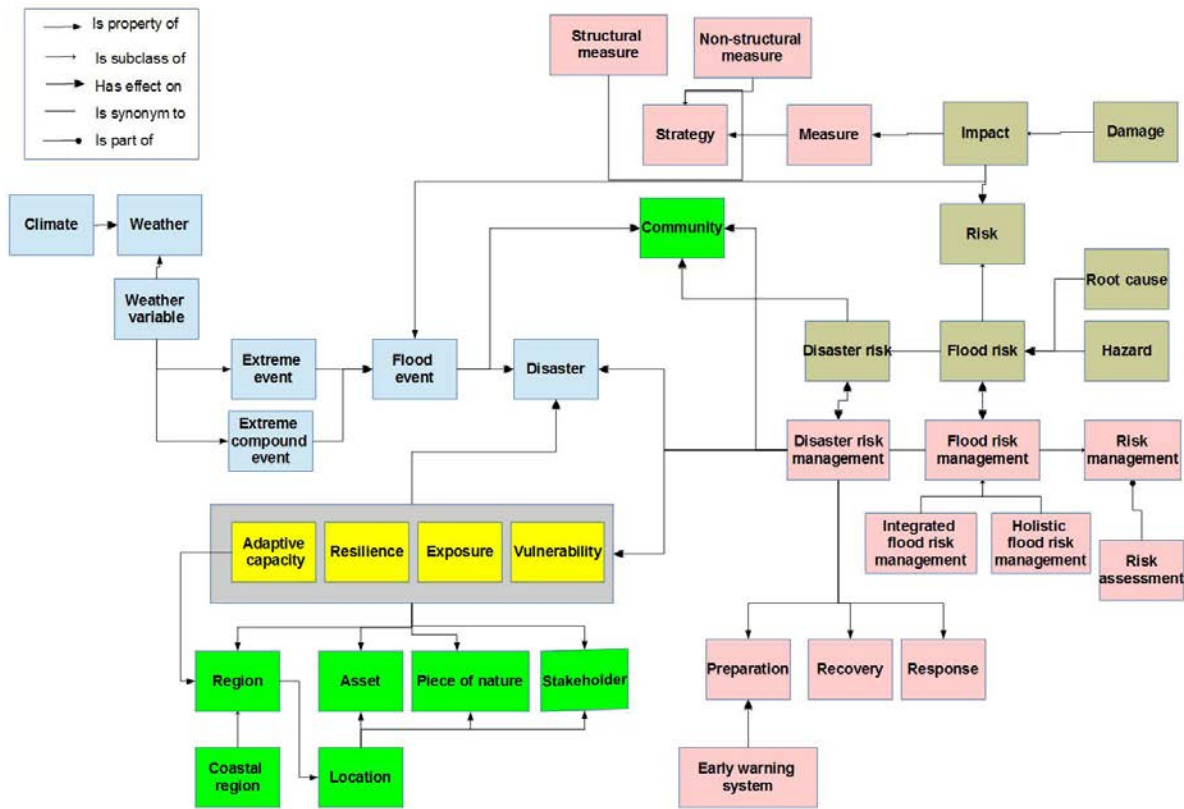 Is property of
Is subclass of
Has effect on
Is synonym to
Is part of
Structural
measure
Non-structural
measure
Strategy
Measure
Impact
Damage
Climate
Weather
Community
Risk
Root cause
Weather
variable
Extreme
event
Flood
event
Disaster
Disaster risk
Flood risk
Hazard
Extreme
compound
event
Disaster risk
management
Flood risk
management
Risk
management
Adaptive
capacity
Resilience
Exposure
Vulnerability
Integrated
flood risk
management
Holistic
flood risk
management
Risk
assessment
Region
Asset
Piece of nature
Stakeholder
Preparation
Recovery
Response
Coastal
region
Location
Early warning
system